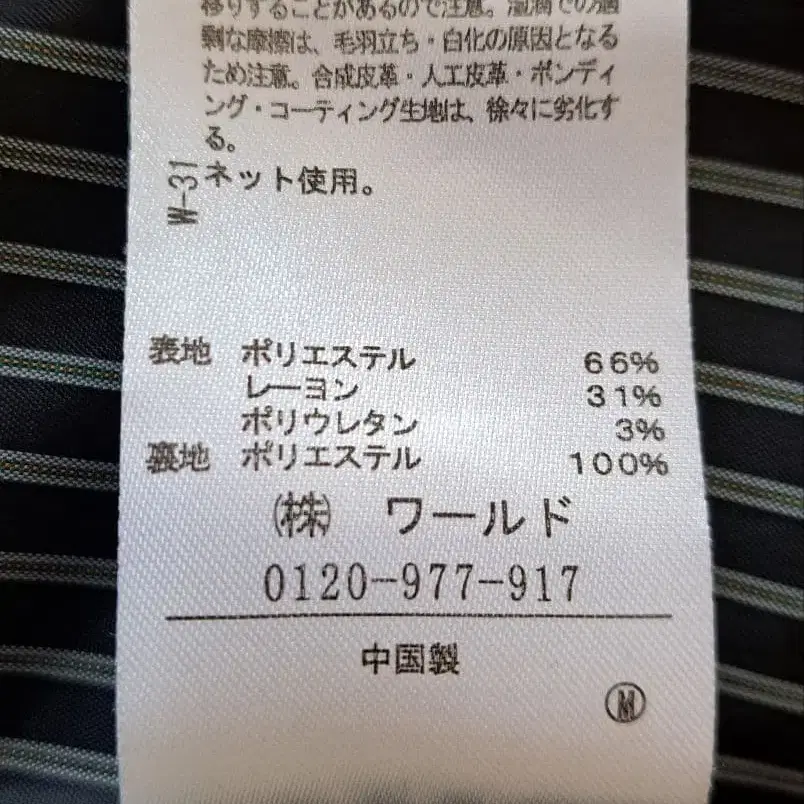 移りすることがあるので注意。湿潤での過
剰な摩擦は、毛羽立ち・白化の原因となる
ため注意。合成皮革・人工皮革・ボンディ
ング・コーティング生地は、徐々に劣化す
る。
W-31
ネット使用。
表地 ポリエステル 66%
レーヨン 31%
ポリウレタン 3%
裏地 ポリエステル 100%
㈱ ワールド
0120-977-917
中国製
Ⓜ